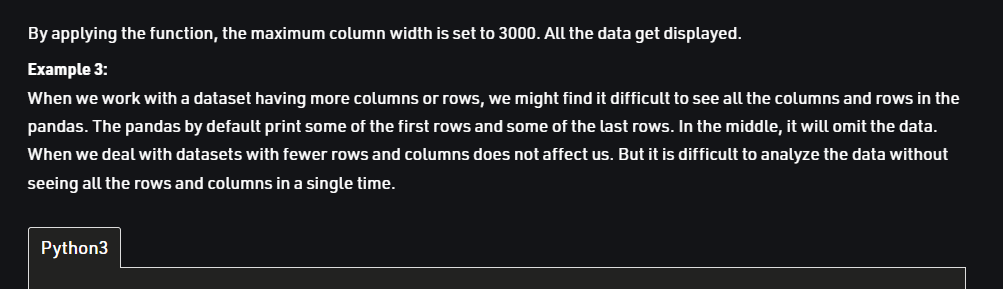 By applying the function, the maximum column width is set to 3000. All the data get displayed.
Example 3:
When we work with a dataset having more columns or rows, we might find it difficult to see all the columns and rows in the
pandas. The pandas by default print some of the first rows and some of the last rows. In the middle, it will omit the data.
When we deal with datasets with fewer rows and columns does not affect us. But it is difficult to analyze the data without
seeing all the rows and columns in a single time.
Python3